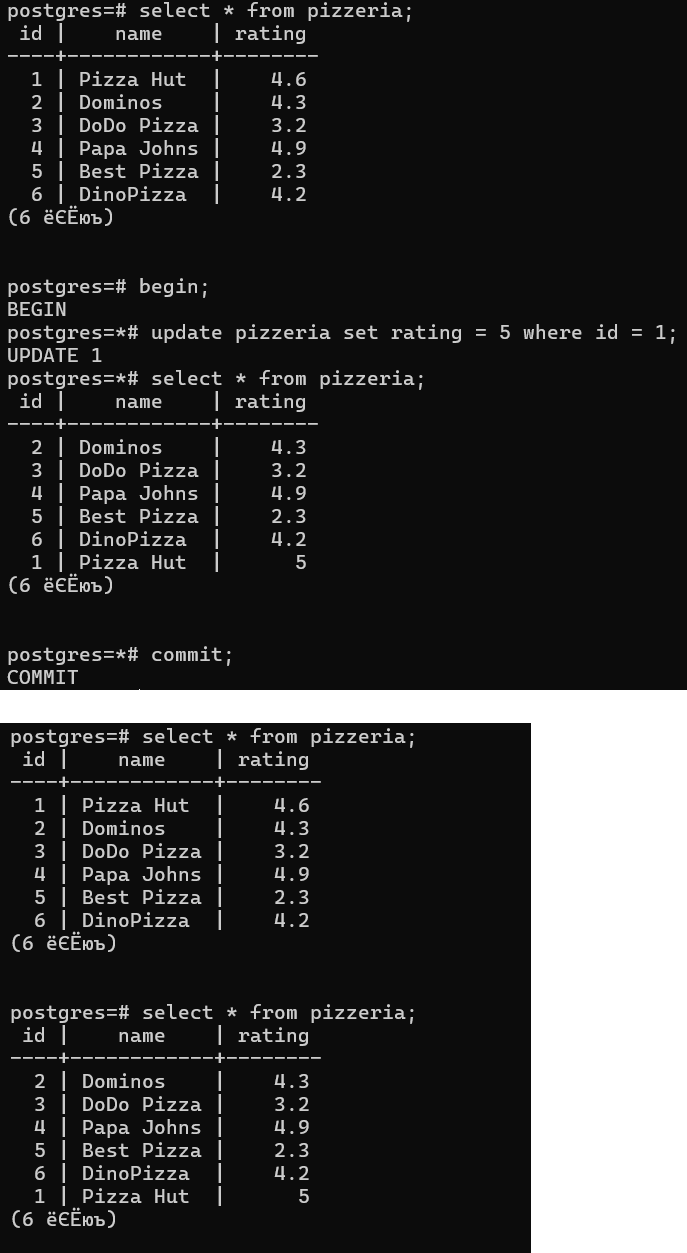 postgres=# select * from pizzeria;
 id |    name    | rating
----+------------+--------
  1 | Pizza Hut  |    4.6
  2 | Dominos    |    4.3
  3 | DoDo Pizza |    3.2
  4 | Papa Johns |    4.9
  5 | Best Pizza |    2.3
  6 | DinoPizza  |    4.2
(6 ёЄЁюъ)
postgres=# begin;
BEGIN
postgres=*# update pizzeria set rating = 5 where id = 1;
UPDATE 1
postgres=*# select * from pizzeria;
 id |    name    | rating
----+------------+--------
  2 | Dominos    |    4.3
  3 | DoDo Pizza |    3.2
  4 | Papa Johns |    4.9
  5 | Best Pizza |    2.3
  6 | DinoPizza  |    4.2
  1 | Pizza Hut  |      5
(6 ёЄЁюъ)
postgres=*# commit;
COMMIT
postgres=# select * from pizzeria;
 id |    name    | rating
----+------------+--------
  1 | Pizza Hut  |    4.6
  2 | Dominos    |    4.3
  3 | DoDo Pizza |    3.2
  4 | Papa Johns |    4.9
  5 | Best Pizza |    2.3
  6 | DinoPizza  |    4.2
(6 ёЄЁюъ)
postgres=# select * from pizzeria;
 id |    name    | rating
----+------------+--------
  2 | Dominos    |    4.3
  3 | DoDo Pizza |    3.2
  4 | Papa Johns |    4.9
  5 | Best Pizza |    2.3
  6 | DinoPizza  |    4.2
  1 | Pizza Hut  |      5
(6 ёЄЁюъ)